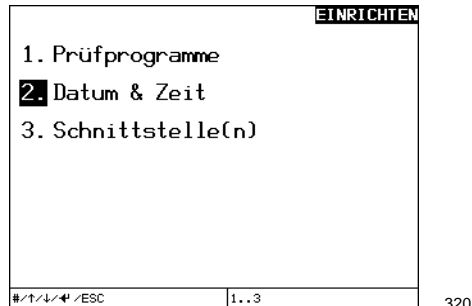 EINRICHTEN
1. Prüfprogramme
2. Datum & Zeit
3. Schnittstelle(n)
#/↑/↓/↵ /ESC 1..3
320